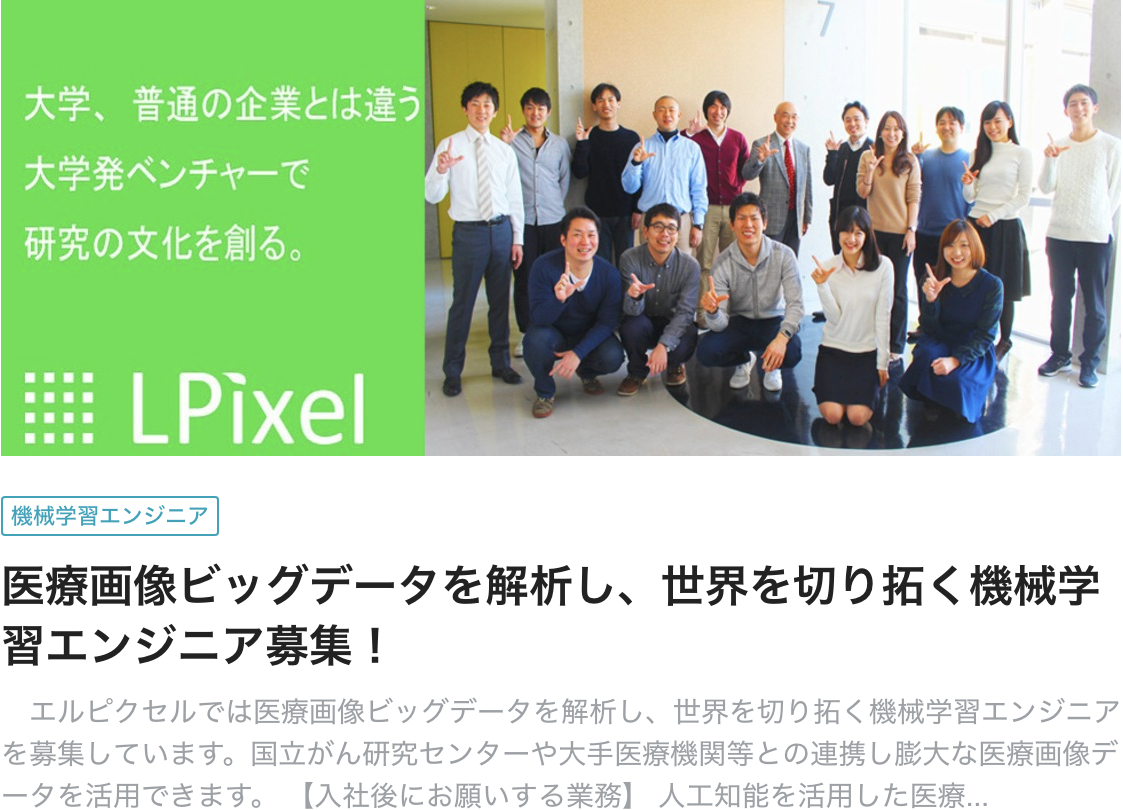 大学、普通の企業とは違う
大学発ベンチャーで
研究の文化を創る。
LPixel
7
機械学習エンジニア
医療画像ビッグデータを解析し、世界を切り拓く機械学
習エンジニア募集！
エルピクセルでは医療画像ビッグデータを解析し、世界を切り拓く機械学習エンジニア
を募集しています。国立がん研究センターや大手医療機関等との連携し膨大な医療画像デ
ータを活用できます。 【入社後にお願いする業務】 人工知能を活用した医療...